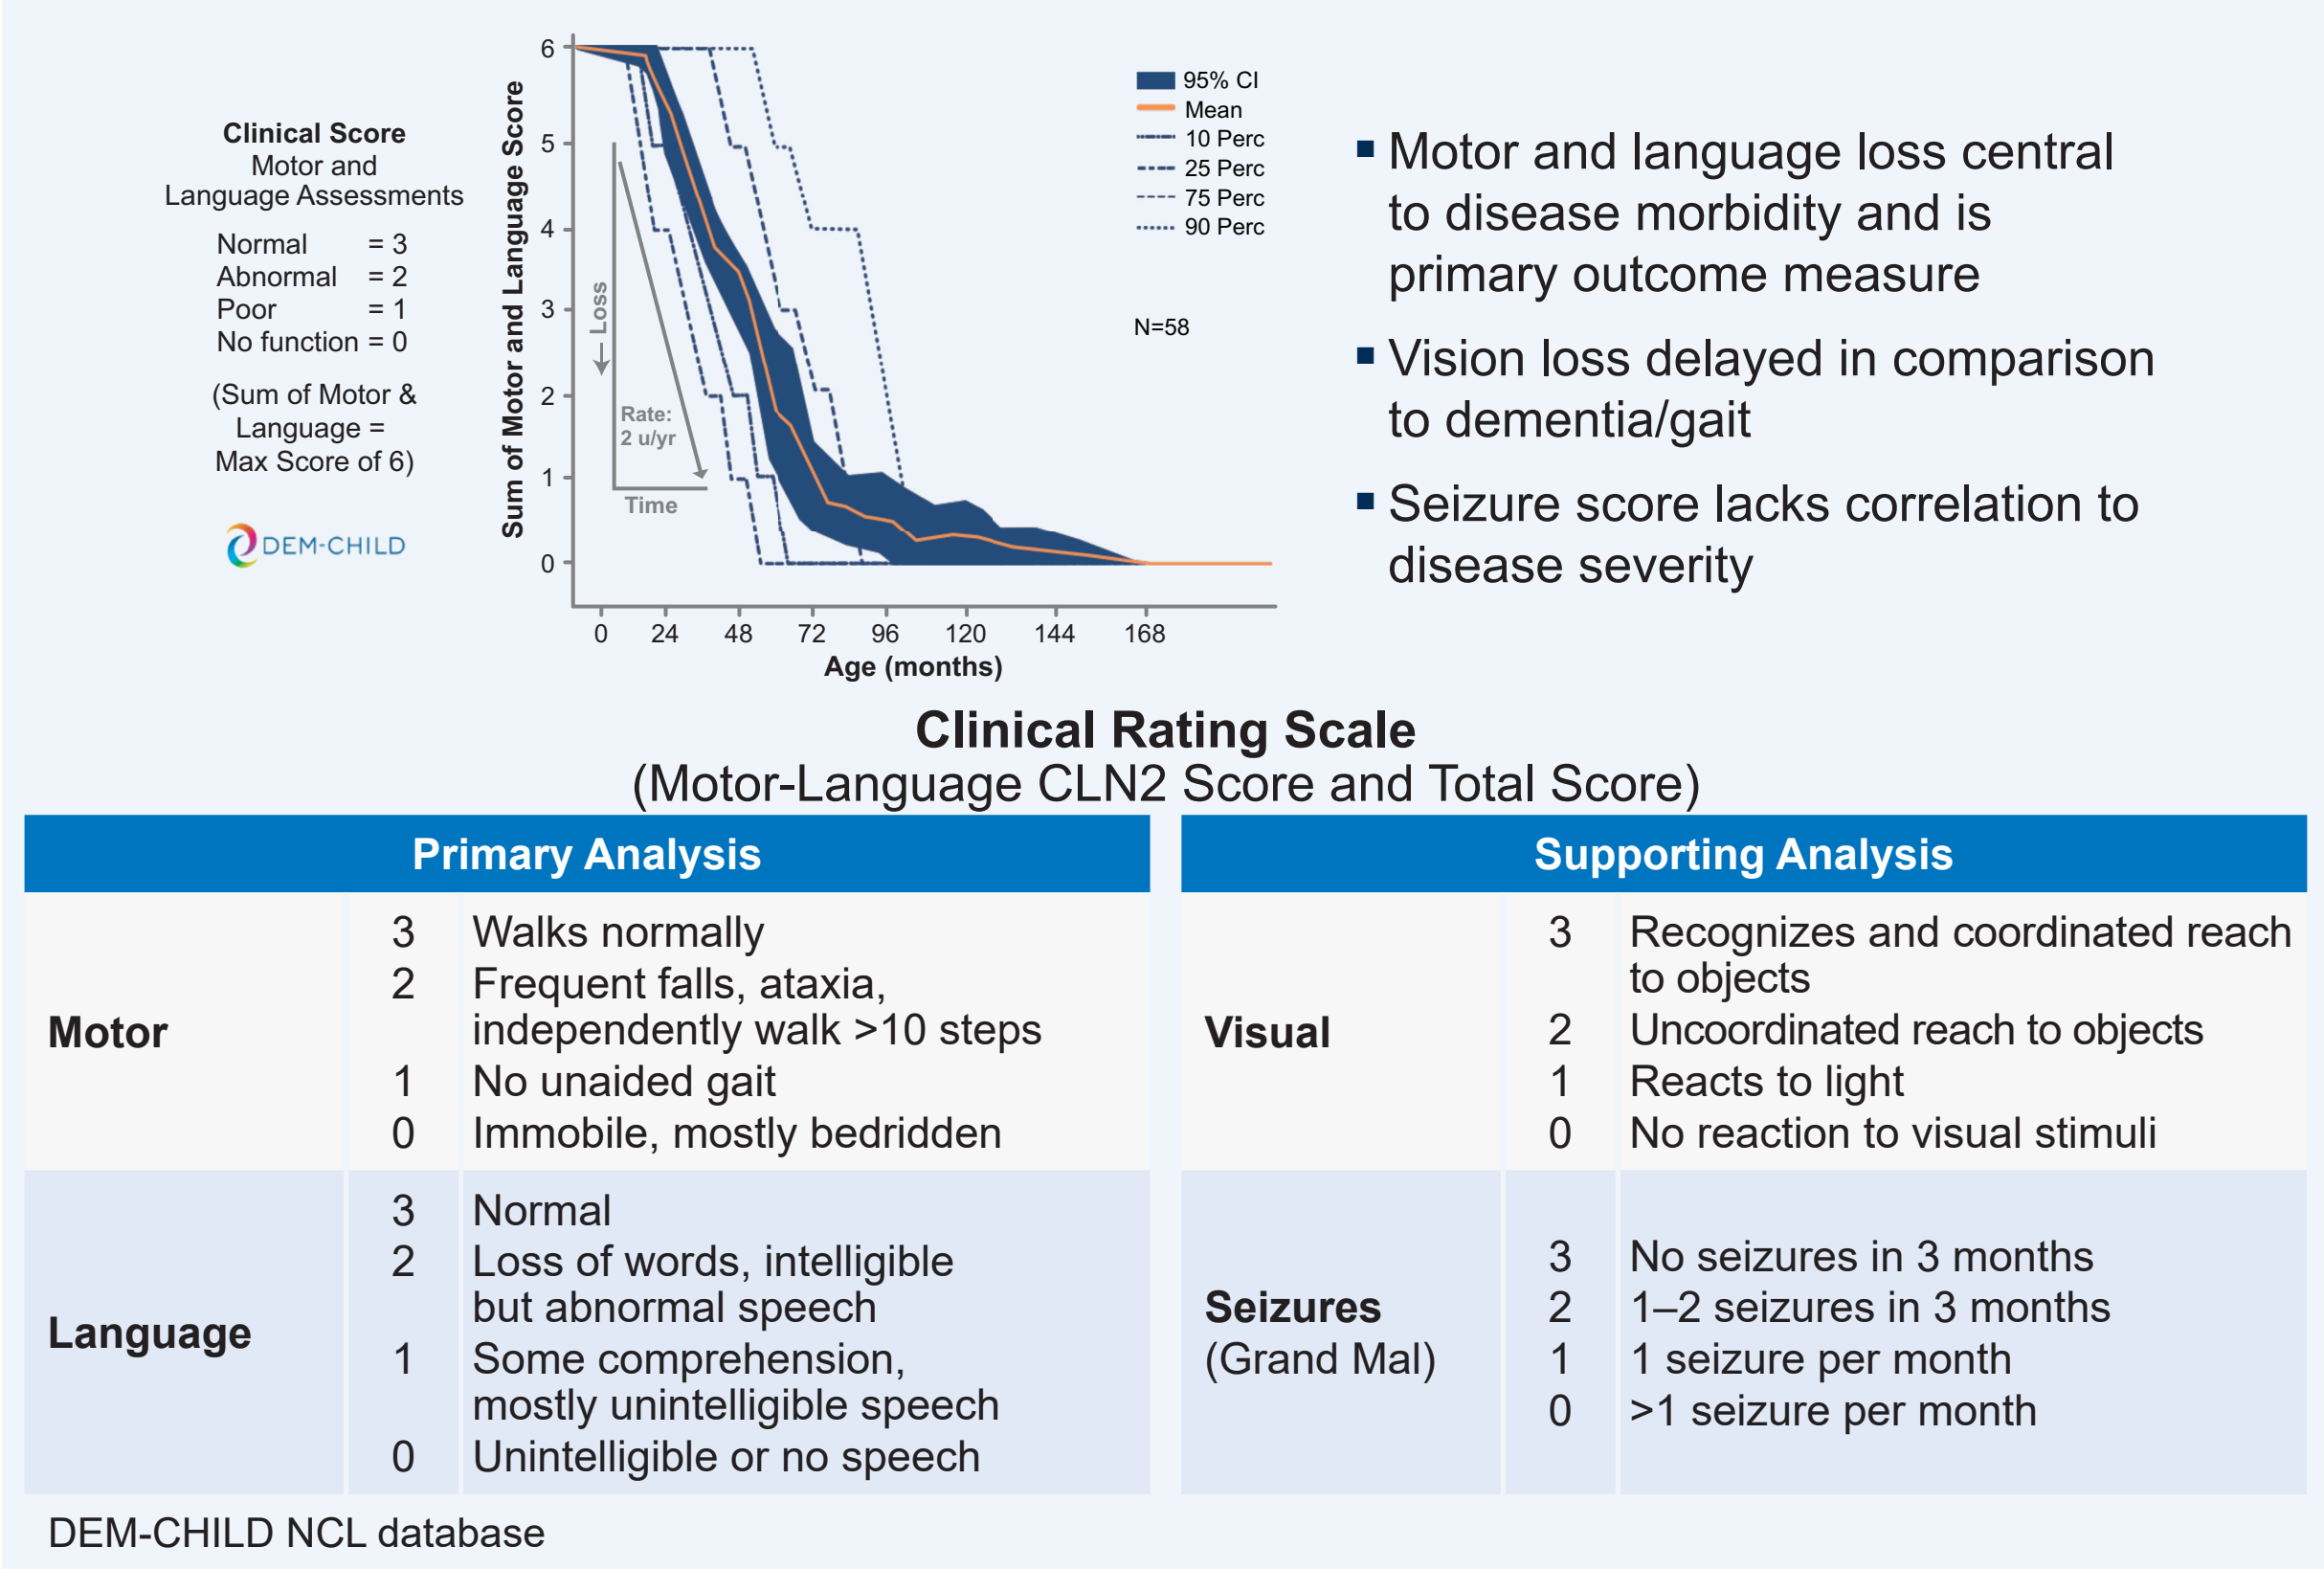 Clinical Score
Motor and
Language Assessments
Normal = 3
Abnormal = 2
Poor = 1
No function = 0
(Sum of Motor &
Language =
Max Score of 6)
DEM-CHILD
Sum of Motor and Language Score
6
5
4
3
2
1
0
Loss
Rate:
2 u/yr
Time
0 24 48 72 96 120 144 168
Age (months)
95% CI
Mean
10 Perc
25 Perc
75 Perc
90 Perc
N=58
▪ Motor and language loss central
to disease morbidity and is
primary outcome measure
▪ Vision loss delayed in comparison
to dementia/gait
▪ Seizure score lacks correlation to
disease severity
Clinical Rating Scale
(Motor-Language CLN2 Score and Total Score)
Primary Analysis
Motor
3 Walks normally
2 Frequent falls, ataxia,
independently walk >10 steps
1 No unaided gait
0 Immobile, mostly bedridden
Language
3 Normal
2 Loss of words, intelligible
but abnormal speech
1 Some comprehension,
mostly unintelligible speech
0 Unintelligible or no speech
Supporting Analysis
Visual
3 Recognizes and coordinated reach
to objects
2 Uncoordinated reach to objects
1 Reacts to light
0 No reaction to visual stimuli
Seizures
(Grand Mal)
3 No seizures in 3 months
2 1–2 seizures in 3 months
1 1 seizure per month
0 >1 seizure per month
DEM-CHILD NCL database